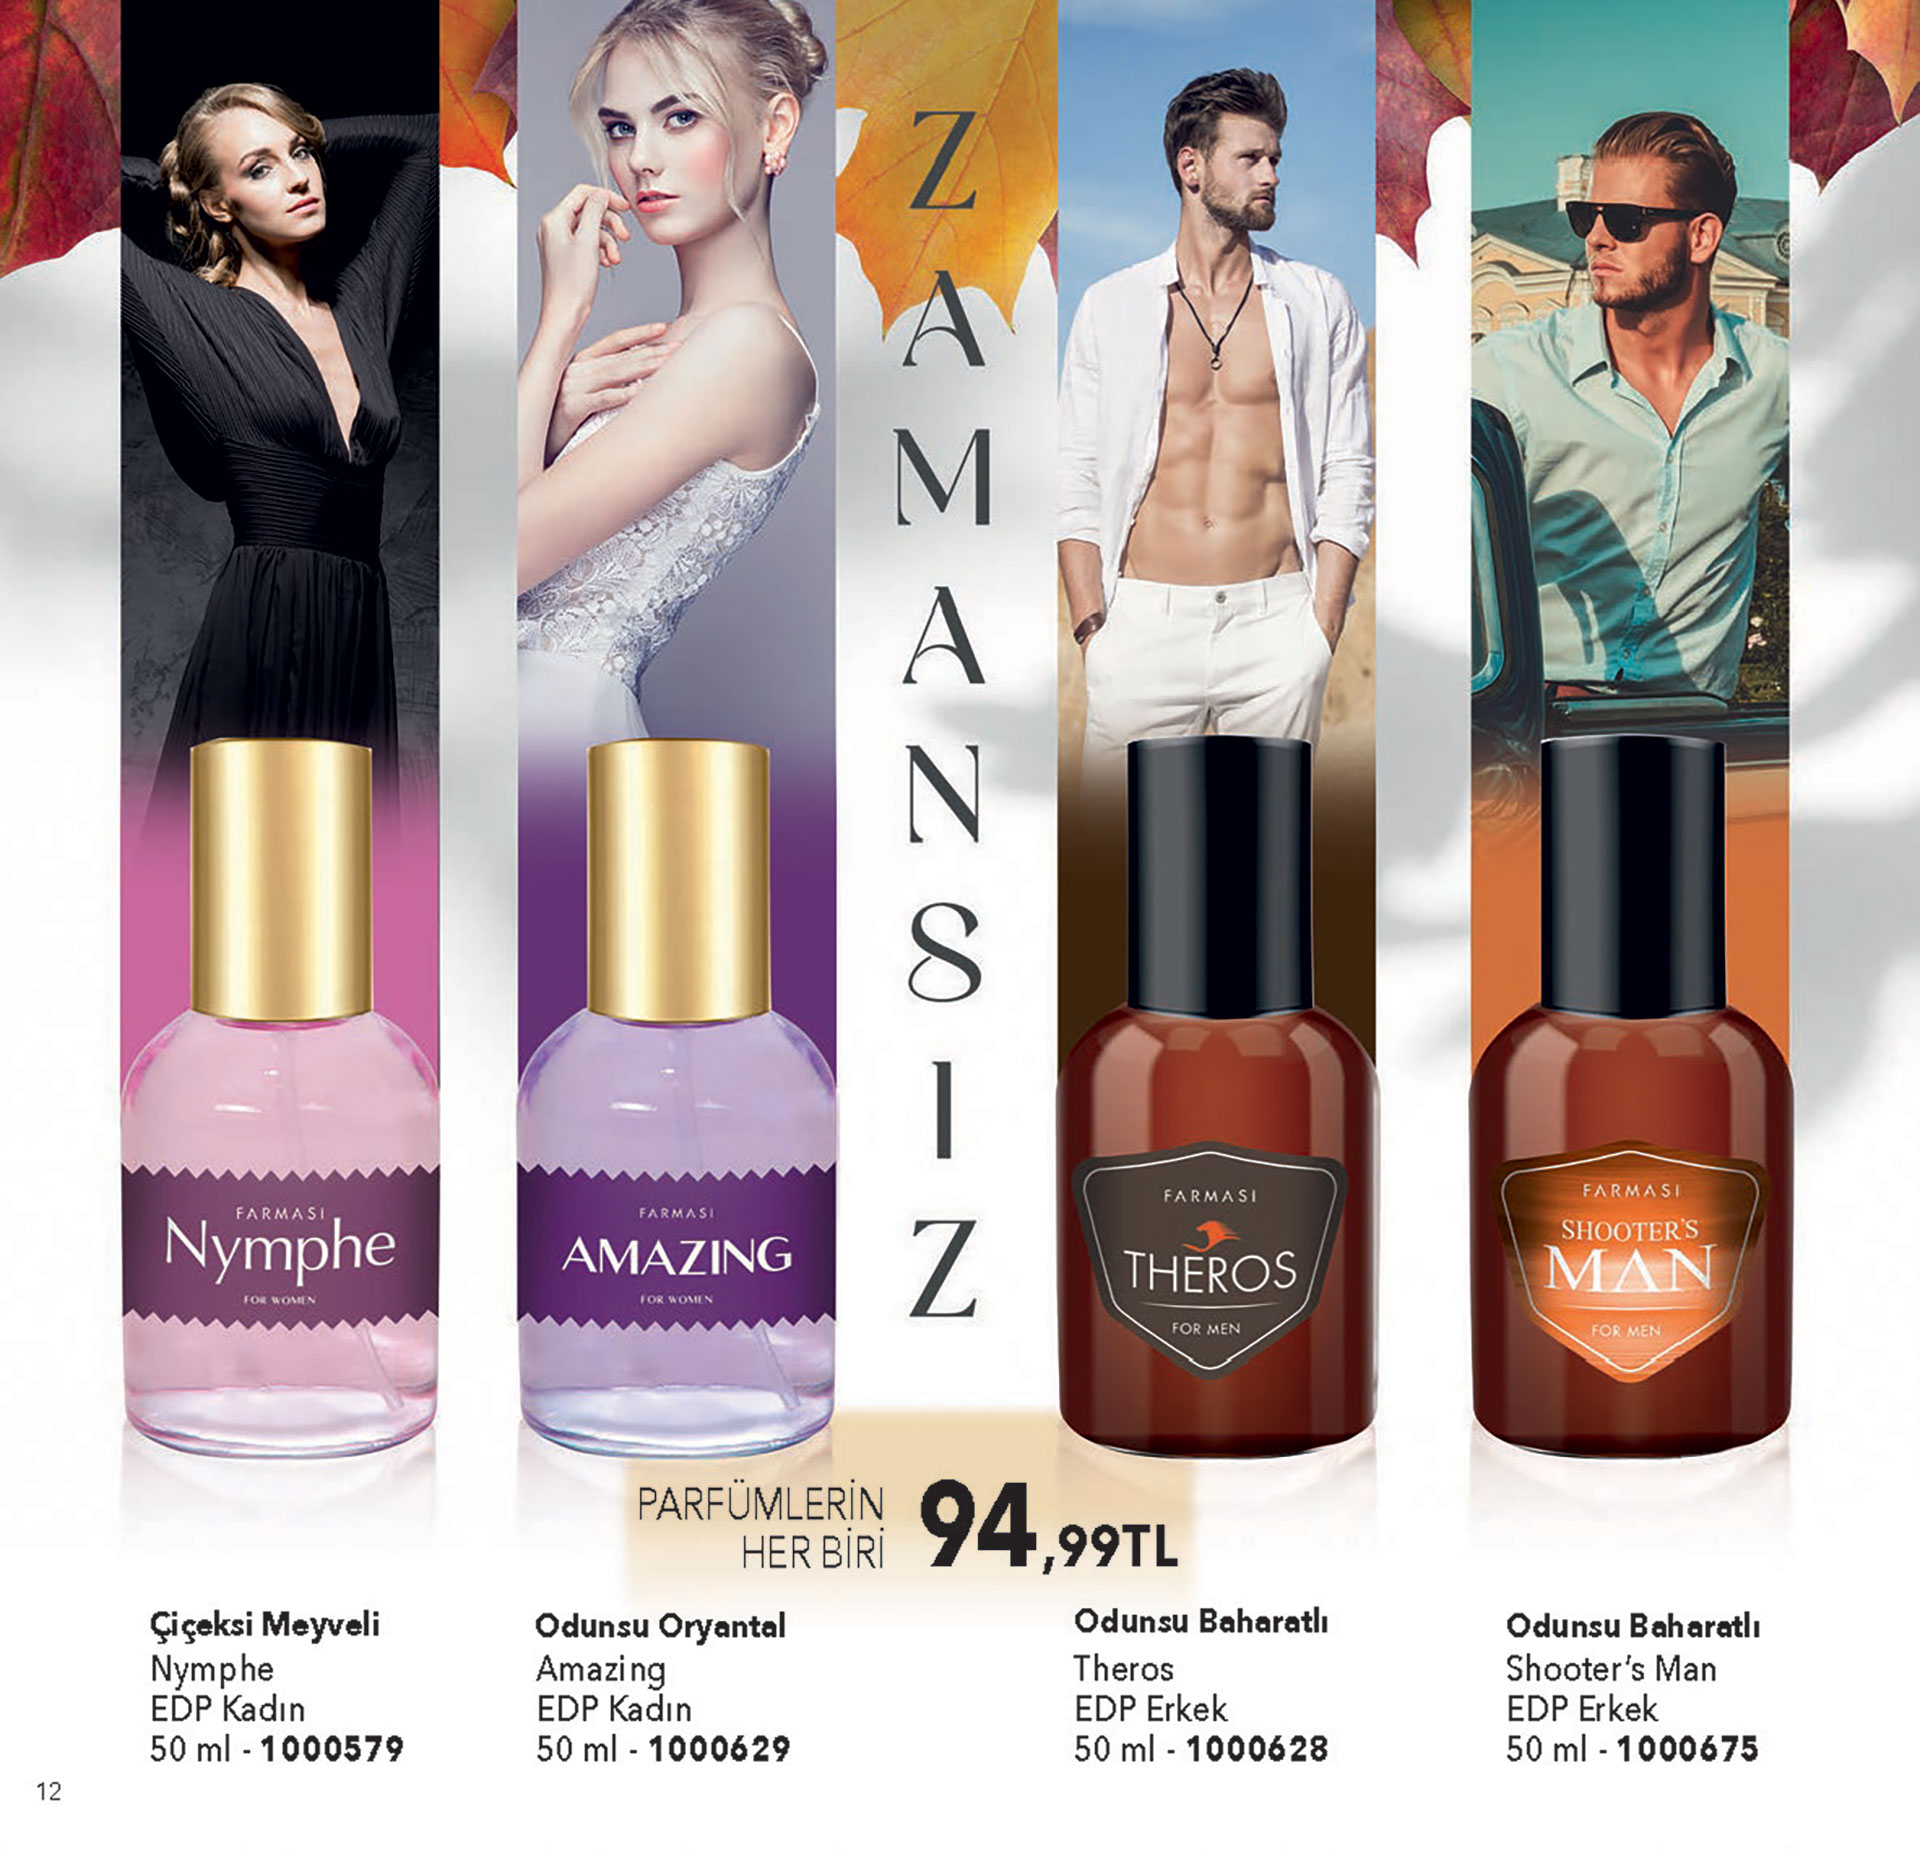 ZAMANSIZ
FARMASI
Nymphe
FOR WOMEN
FARMASI
AMAZING
FOR WOMEN
FARMASI
THEROS
FOR MEN
FARMASI
SHOOTER'S
MAN
FOR MEN
PARFÜMLERİN
HER BİRİ
94,99TL
Çiçeksi Meyveli
Nymphe
EDP Kadın
50 ml - 1000579
Odunsu Oryantal
Amazing
EDP Kadın
50 ml - 1000629
Odunsu Baharatlı
Theros
EDP Erkek
50 ml - 1000628
Odunsu Baharatlı
Shooter's Man
EDP Erkek
50 ml - 1000675
12